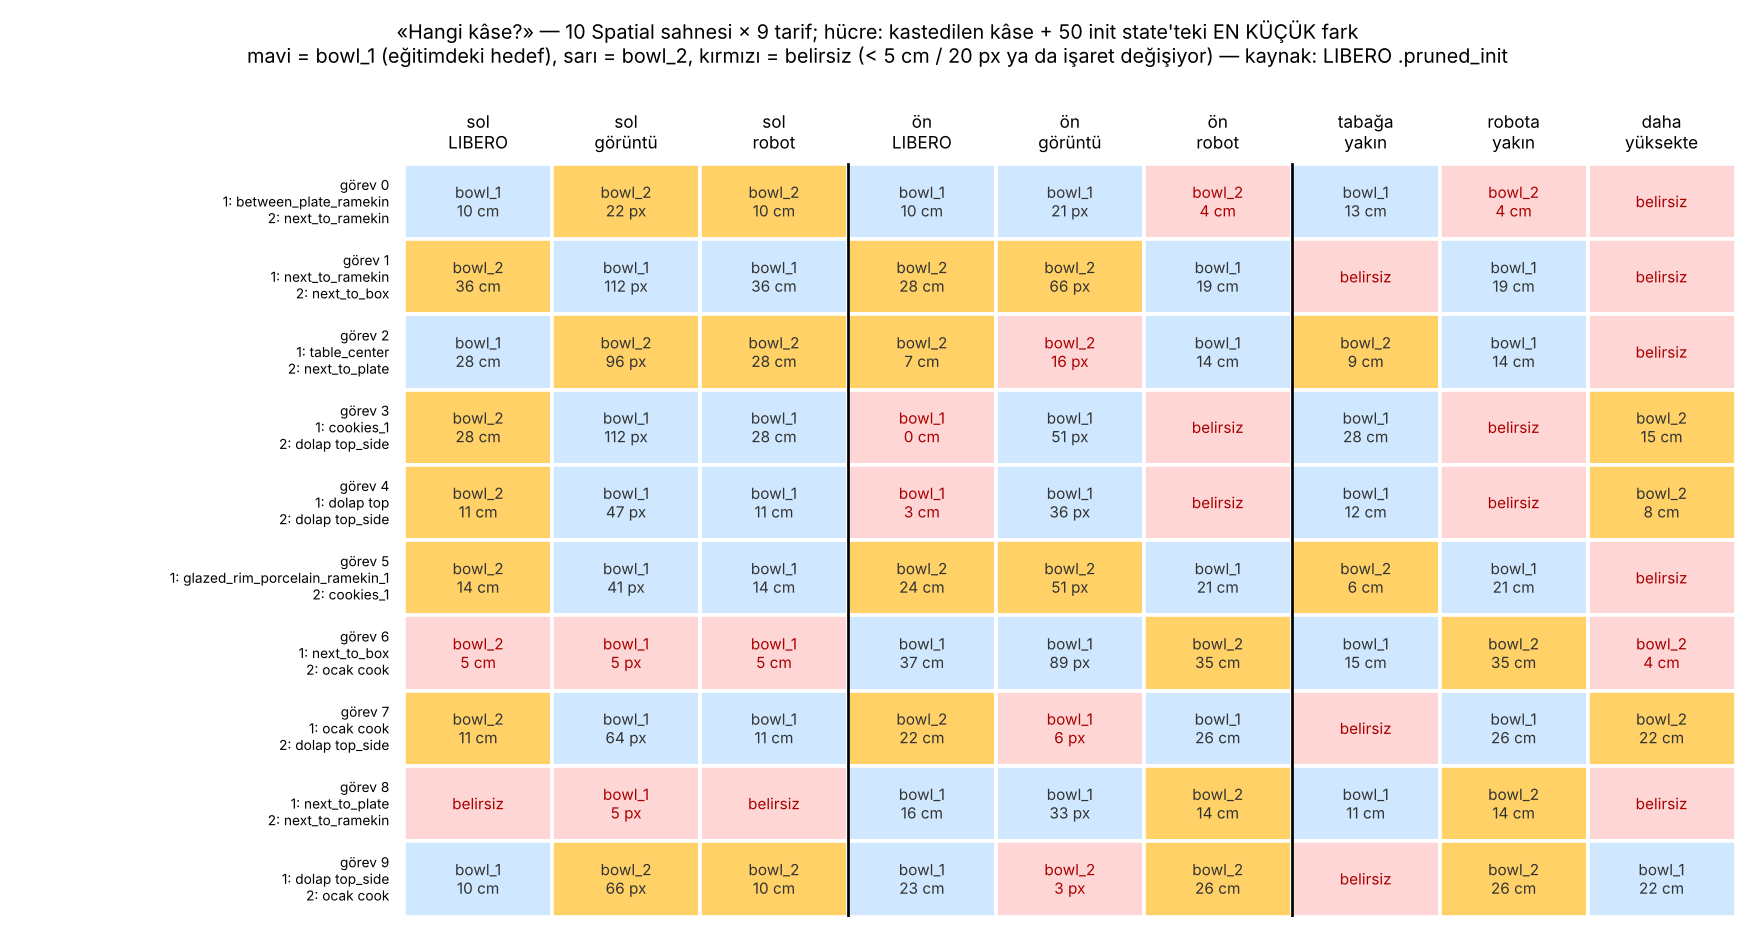 «Hangi kâse?» — 10 Spatial sahnesi × 9 tarif; hücre: kastedilen kâse + 50 init state'teki EN KÜÇÜK fark
mavi = bowl_1 (eğitimdeki hedef), sarı = bowl_2, kırmızı = belirsiz (< 5 cm / 20 px ya da işaret değişiyor) — kaynak: LIBERO .pruned_init
sol sol sol ön ön ön tabağa robota daha
LIBERO görüntü robot LIBERO görüntü robot yakın yakın yüksekte
görev 0
1: between_plate_ramekin
2: next_to_ramekin
bowl_1 bowl_2 bowl_2 bowl_1 bowl_1 bowl_2 bowl_1 bowl_2 belirsiz
10 cm 22 px 10 cm 10 cm 21 px 4 cm 13 cm 4 cm
görev 1
1: next_to_ramekin
2: next_to_box
bowl_2 bowl_1 bowl_1 bowl_2 bowl_2 bowl_1 belirsiz bowl_1 belirsiz
36 cm 112 px 36 cm 28 cm 66 px 19 cm 19 cm
görev 2
1: table_center
2: next_to_plate
bowl_1 bowl_2 bowl_2 bowl_2 bowl_2 bowl_1 bowl_2 bowl_1 belirsiz
28 cm 96 px 28 cm 7 cm 16 px 14 cm 9 cm 14 cm
görev 3
1: cookies_1
2: dolap top_side
bowl_2 bowl_1 bowl_1 bowl_1 bowl_1 belirsiz bowl_1 belirsiz bowl_2
28 cm 112 px 28 cm 0 cm 51 px 28 cm 15 cm
görev 4
1: dolap top
2: dolap top_side
bowl_2 bowl_1 bowl_1 bowl_1 bowl_1 belirsiz bowl_1 belirsiz bowl_2
11 cm 47 px 11 cm 3 cm 36 px 12 cm 8 cm
görev 5
1: glazed_rim_porcelain_ramekin_1
2: cookies_1
bowl_2 bowl_1 bowl_1 bowl_2 bowl_2 bowl_1 bowl_2 bowl_1 belirsiz
14 cm 41 px 14 cm 24 cm 51 px 21 cm 6 cm 21 cm
görev 6
1: next_to_box
2: ocak cook
bowl_2 bowl_1 bowl_1 bowl_1 bowl_1 bowl_2 bowl_1 bowl_2 bowl_2
5 cm 5 px 5 cm 37 cm 89 px 35 cm 15 cm 35 cm 4 cm
görev 7
1: ocak cook
2: dolap top_side
bowl_2 bowl_1 bowl_1 bowl_2 bowl_1 bowl_1 belirsiz bowl_1 bowl_2
11 cm 64 px 11 cm 22 cm 6 px 26 cm 26 cm 22 cm
görev 8
1: next_to_plate
2: next_to_ramekin
belirsiz bowl_1 belirsiz bowl_1 bowl_1 bowl_2 bowl_1 bowl_2 belirsiz
5 px 16 cm 33 px 14 cm 11 cm 14 cm
görev 9
1: dolap top_side
2: ocak cook
bowl_1 bowl_2 bowl_2 bowl_1 bowl_2 bowl_2 belirsiz bowl_2 bowl_1
10 cm 66 px 10 cm 23 cm 3 px 26 cm 26 cm 22 cm